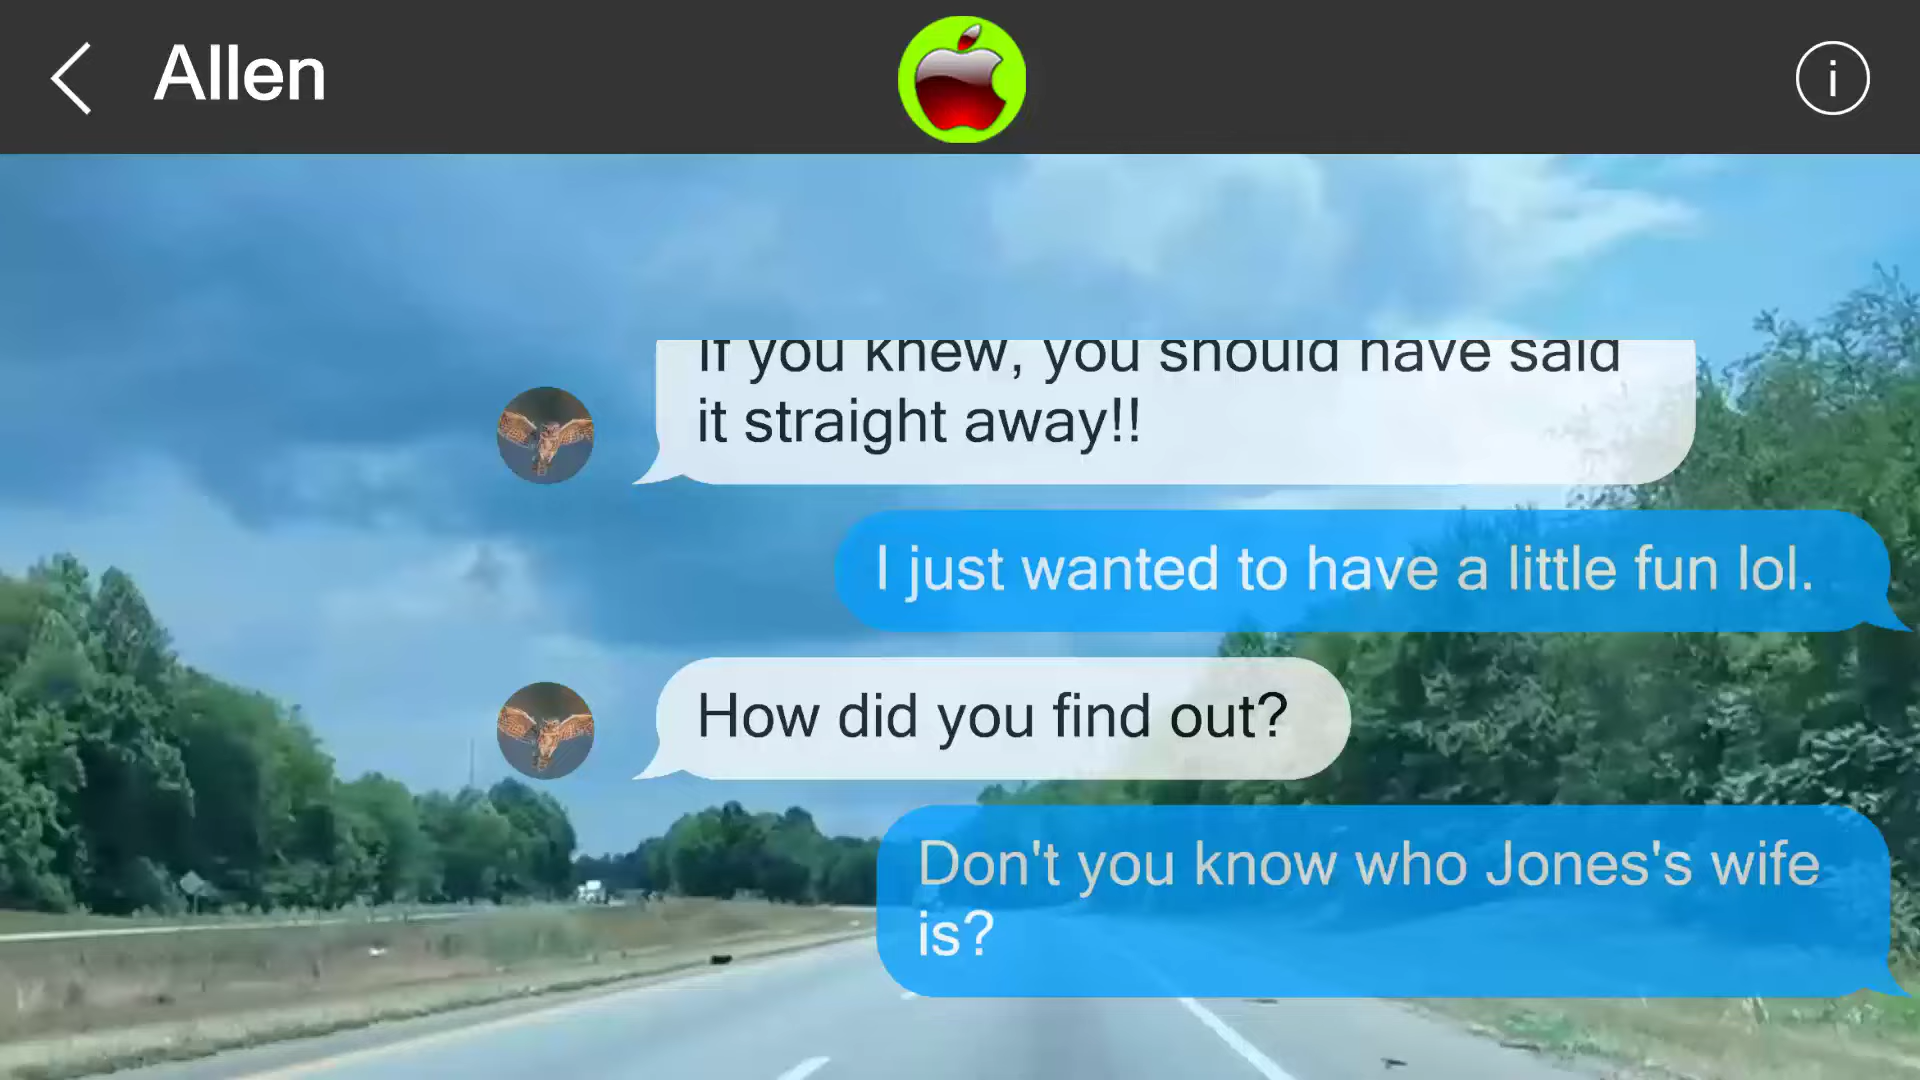 Allen
i
If you knew, you should have said
it straight away!!
I just wanted to have a little fun lol.
How did you find out?
Don't you know who Jones's wife
is?